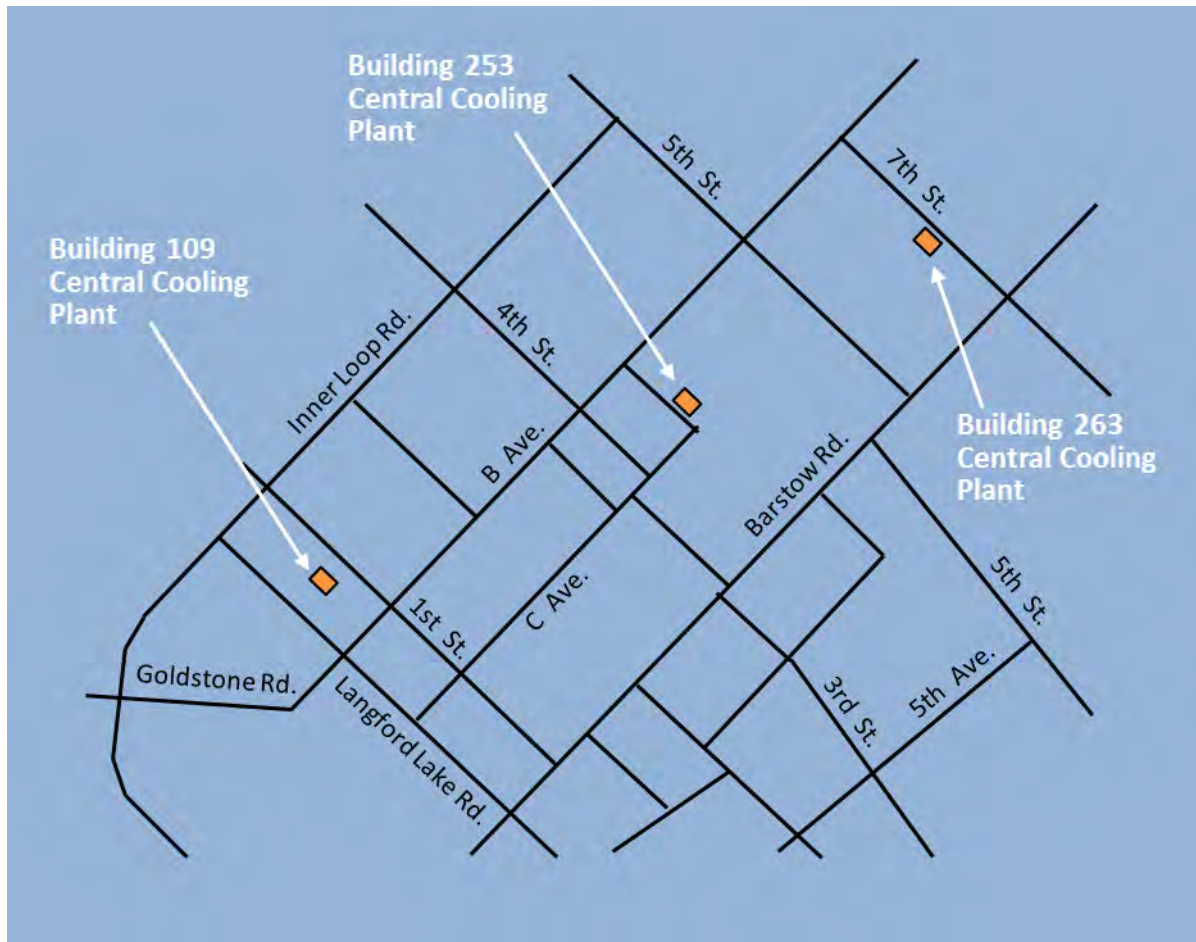 Building 253
Central Cooling
Plant
5th St.
7th St.
Building 109
Central Cooling
Plant
4th St.
Inner Loop Rd.
B Ave.
Barstow Rd.
Building 263
Central Cooling
Plant
C Ave.
1st St.
5th St.
Goldstone Rd.
Langford Lake Rd.
3rd St.
5th Ave.